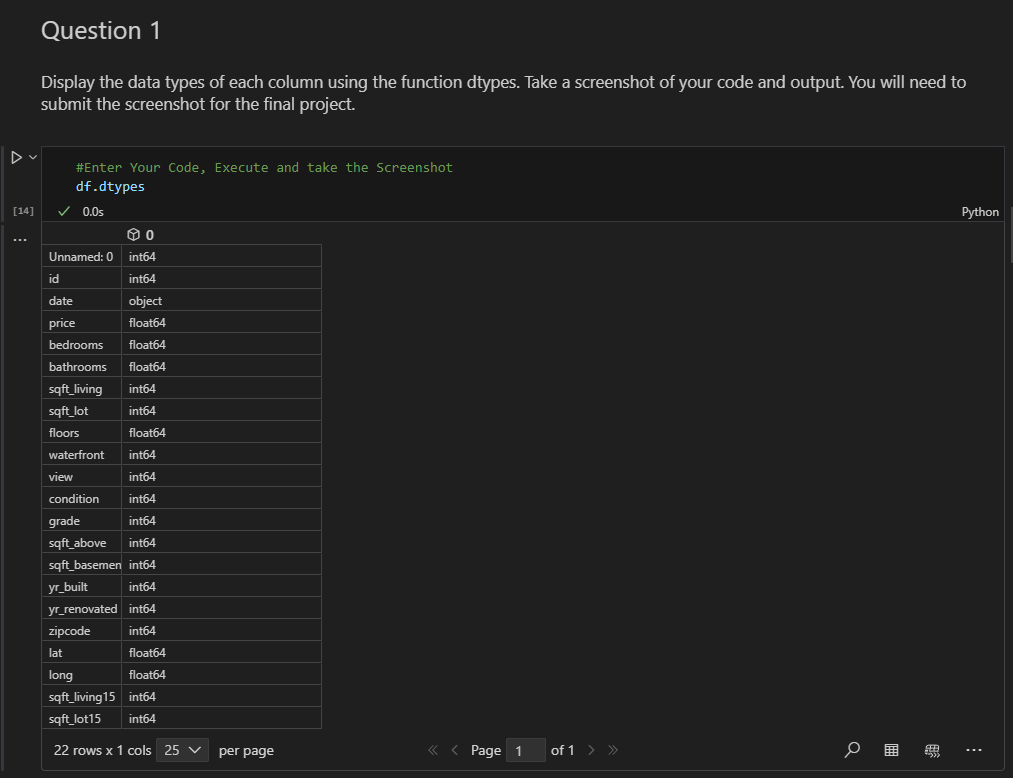 Question 1
Display the data types of each column using the function dtypes. Take a screenshot of your code and output. You will need to
submit the screenshot for the final project.
#Enter Your Code, Execute and take the Screenshot
df.dtypes
[14] 0.0s Python
... 0
Unnamed: 0 int64
id int64
date object
price float64
bedrooms float64
bathrooms float64
sqft_living int64
sqft_lot int64
floors float64
waterfront int64
view int64
condition int64
grade int64
sqft_above int64
sqft_basemen int64
yr_built int64
yr_renovated int64
zipcode int64
lat float64
long float64
sqft_living15 int64
sqft_lot15 int64
22 rows x 1 cols 25 per page Page 1 of 1 ...